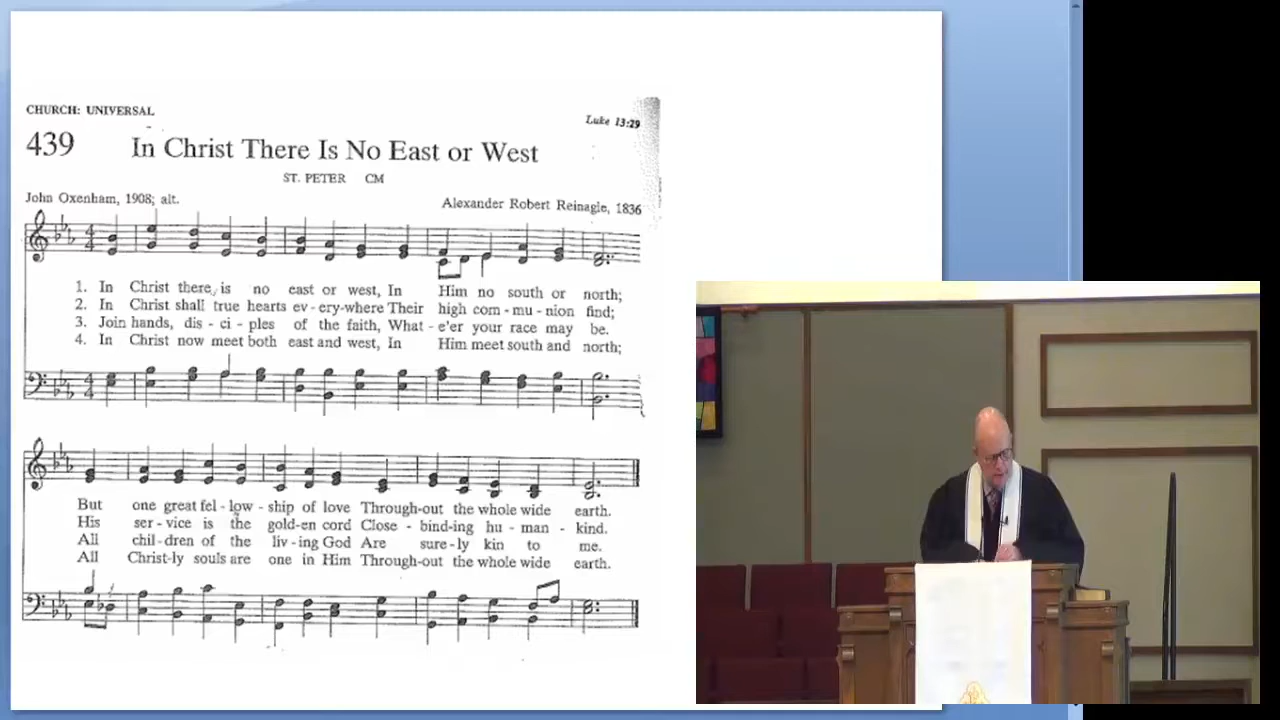 CHURCH: UNIVERSAL
Luke 13:29
439 In Christ There Is No East or West
ST. PETER CM
John Oxenham, 1908; alt.
Alexander Robert Reinagle, 1836
1. In Christ there is no east or west, In Him no south or north;
2. In Christ shall true hearts ev - ery-where Their high com - mu - nion find;
3. Join hands, dis - ci - ples of the faith, What - e'er your race may be.
4. In Christ now meet both east and west, In Him meet south and north;
But one great fel - low - ship of love Through-out the whole wide earth.
His ser - vice is the gold-en cord Close - bind-ing hu - man - kind.
All chil - dren of the liv - ing God Are sure - ly kin to me.
All Christ-ly souls are one in Him Through-out the whole wide earth.